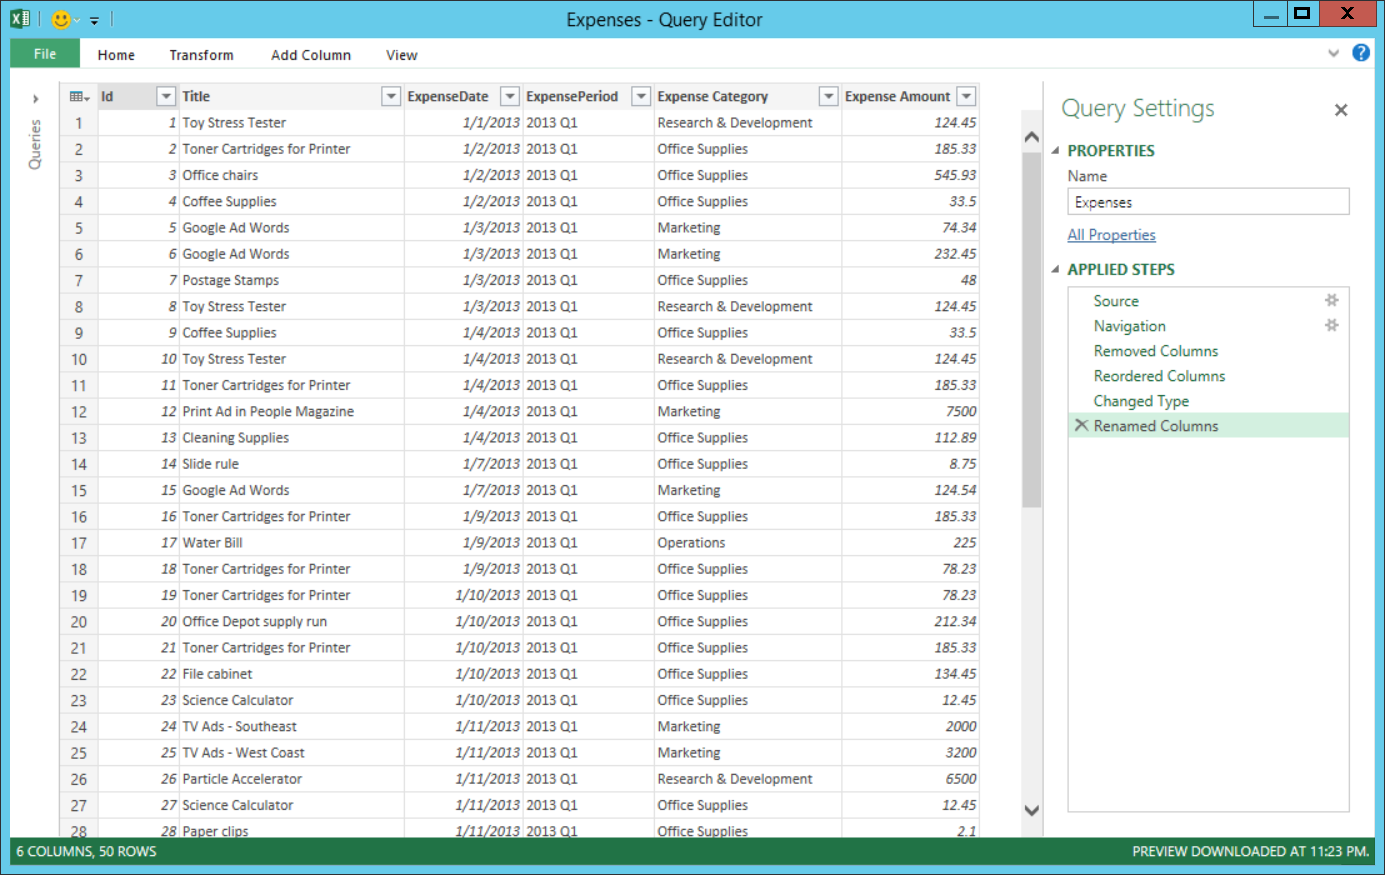 Expenses - Query Editor
File Home Transform Add Column View
Queries
Id Title ExpenseDate ExpensePeriod Expense Category Expense Amount
1 1 Toy Stress Tester 1/1/2013 2013 Q1 Research & Development 124.45
2 2 Toner Cartridges for Printer 1/2/2013 2013 Q1 Office Supplies 185.33
3 3 Office chairs 1/2/2013 2013 Q1 Office Supplies 545.93
4 4 Coffee Supplies 1/2/2013 2013 Q1 Office Supplies 33.5
5 5 Google Ad Words 1/3/2013 2013 Q1 Marketing 74.34
6 6 Google Ad Words 1/3/2013 2013 Q1 Marketing 232.45
7 7 Postage Stamps 1/3/2013 2013 Q1 Office Supplies 48
8 8 Toy Stress Tester 1/3/2013 2013 Q1 Research & Development 124.45
9 9 Coffee Supplies 1/4/2013 2013 Q1 Office Supplies 33.5
10 10 Toy Stress Tester 1/4/2013 2013 Q1 Research & Development 124.45
11 11 Toner Cartridges for Printer 1/4/2013 2013 Q1 Office Supplies 185.33
12 12 Print Ad in People Magazine 1/4/2013 2013 Q1 Marketing 7500
13 13 Cleaning Supplies 1/4/2013 2013 Q1 Office Supplies 112.89
14 14 Slide rule 1/7/2013 2013 Q1 Office Supplies 8.75
15 15 Google Ad Words 1/7/2013 2013 Q1 Marketing 124.54
16 16 Toner Cartridges for Printer 1/9/2013 2013 Q1 Office Supplies 185.33
17 17 Water Bill 1/9/2013 2013 Q1 Operations 225
18 18 Toner Cartridges for Printer 1/9/2013 2013 Q1 Office Supplies 78.23
19 19 Toner Cartridges for Printer 1/10/2013 2013 Q1 Office Supplies 78.23
20 20 Office Depot supply run 1/10/2013 2013 Q1 Office Supplies 212.34
21 21 Toner Cartridges for Printer 1/10/2013 2013 Q1 Office Supplies 185.33
22 22 File cabinet 1/10/2013 2013 Q1 Office Supplies 134.45
23 23 Science Calculator 1/10/2013 2013 Q1 Office Supplies 12.45
24 24 TV Ads - Southeast 1/11/2013 2013 Q1 Marketing 2000
25 25 TV Ads - West Coast 1/11/2013 2013 Q1 Marketing 3200
26 26 Particle Accelerator 1/11/2013 2013 Q1 Research & Development 6500
27 27 Science Calculator 1/11/2013 2013 Q1 Office Supplies 12.45
28 28 Paper clips 1/11/2013 2013 Q1 Office Supplies 2.1
Query Settings
PROPERTIES
Name
Expenses
All Properties
APPLIED STEPS
Source
Navigation
Removed Columns
Reordered Columns
Changed Type
Renamed Columns
6 COLUMNS, 50 ROWS
PREVIEW DOWNLOADED AT 11:23 PM.